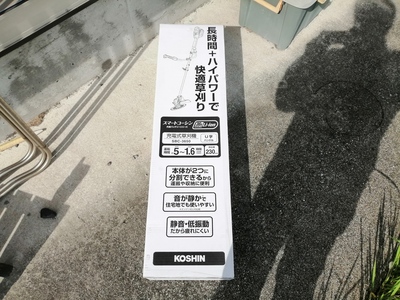 長時間+ハイパワーで
快適草刈り
スマートコーシン
充電式草刈機
5〜1.6
230
本体が2つに
分割できるから
運搬や収納に便利
音が静かで
住宅地でも使いやすい
静音・低振動
だから疲れにくい
KOSHIN